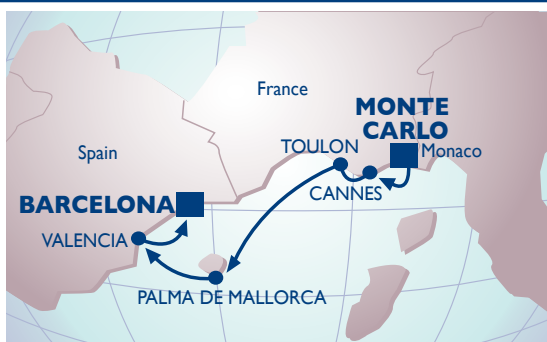 France
MONTE
CARLO
Monaco
TOULON
CANNES
Spain
BARCELONA
VALENCIA
PALMA DE MALLORCA